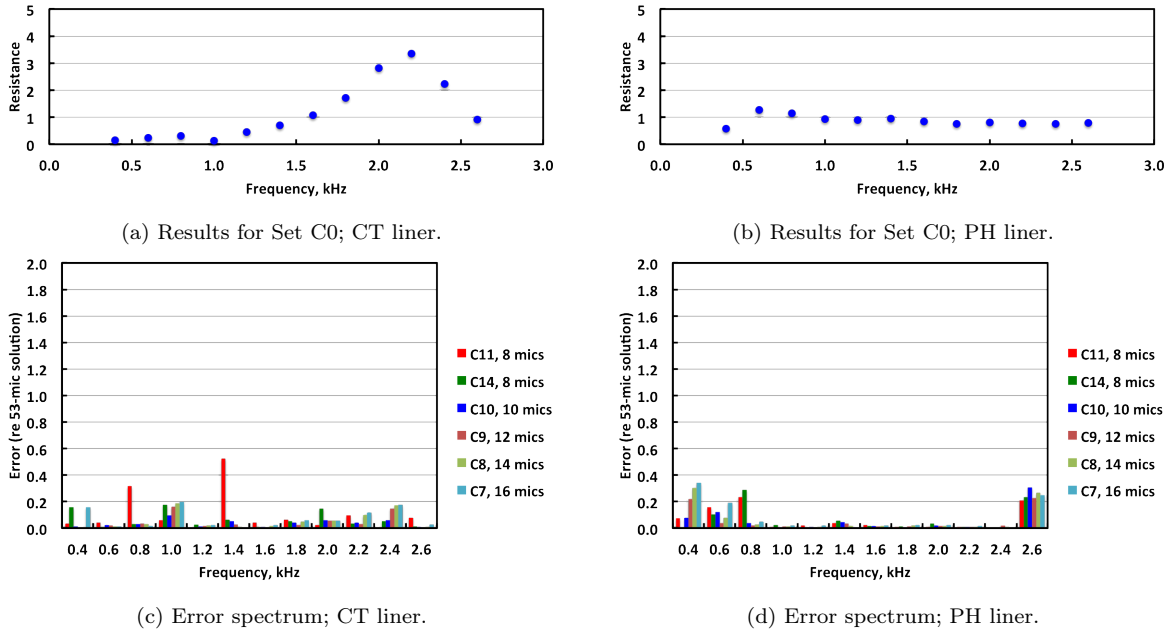 5
4
3
2
1
0
Resistance
0.0 0.5 1.0 1.5 2.0 2.5 3.0
Frequency, kHz
(a) Results for Set C0; CT liner.
5
4
3
2
1
0
Resistance
0.0 0.5 1.0 1.5 2.0 2.5 3.0
Frequency, kHz
(b) Results for Set C0; PH liner.
2.0
1.8
1.6
1.4
1.2
1.0
0.8
0.6
0.4
0.2
0.0
Error (re 53-mic solution)
0.4 0.6 0.8 1.0 1.2 1.4 1.6 1.8 2.0 2.2 2.4 2.6
Frequency, kHz
C11, 8 mics
C14, 8 mics
C10, 10 mics
C9, 12 mics
C8, 14 mics
C7, 16 mics
(c) Error spectrum; CT liner.
2.0
1.8
1.6
1.4
1.2
1.0
0.8
0.6
0.4
0.2
0.0
Error (re 53-mic solution)
0.4 0.6 0.8 1.0 1.2 1.4 1.6 1.8 2.0 2.2 2.4 2.6
Frequency, kHz
C11, 8 mics
C14, 8 mics
C10, 10 mics
C9, 12 mics
C8, 14 mics
C7, 16 mics
(d) Error spectrum; PH liner.